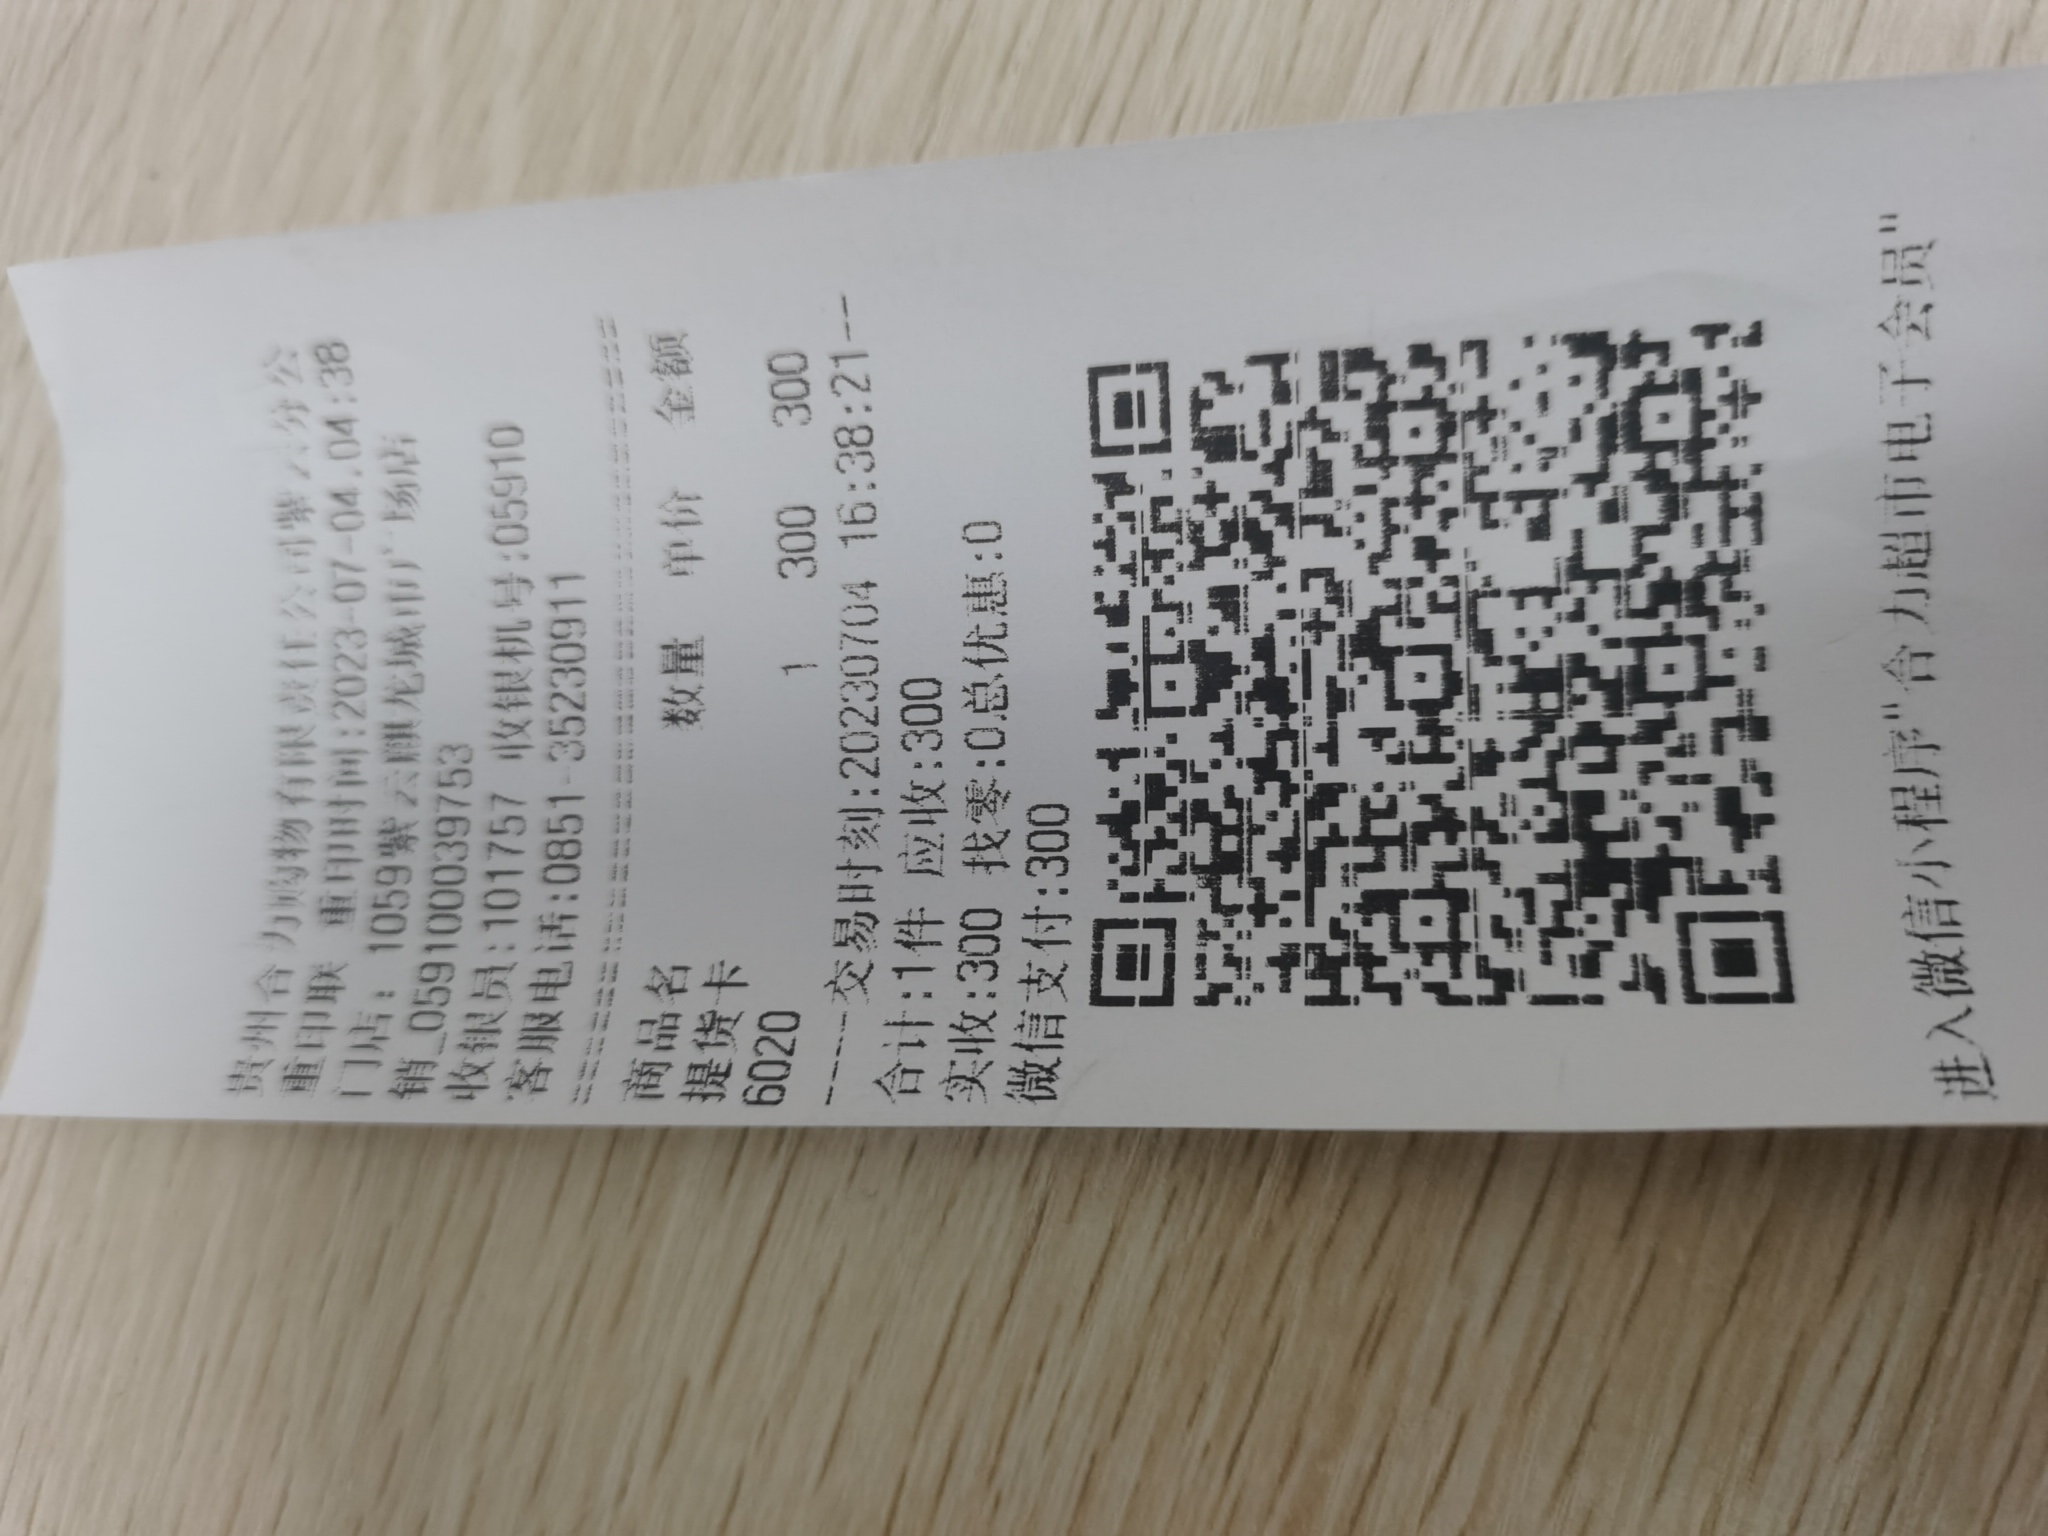 贵州合力购物有限责任公司紫云分公
重印联 重印时间:2023-07-04.04:38
门店: 1059紫云麒龙城市广场店
销_0591000039753
收银员:101757 收银机号:05910
客服电话:0851-35230911
商品名 数量 单价 金额
提货卡
6020 1 300 300
-----交易时刻:20230704 16:38:21---
合计:1件 应收:300
实收:300 找零:0总优惠:0
微信支付:300
进入微信小程序"合力超市电子会员"